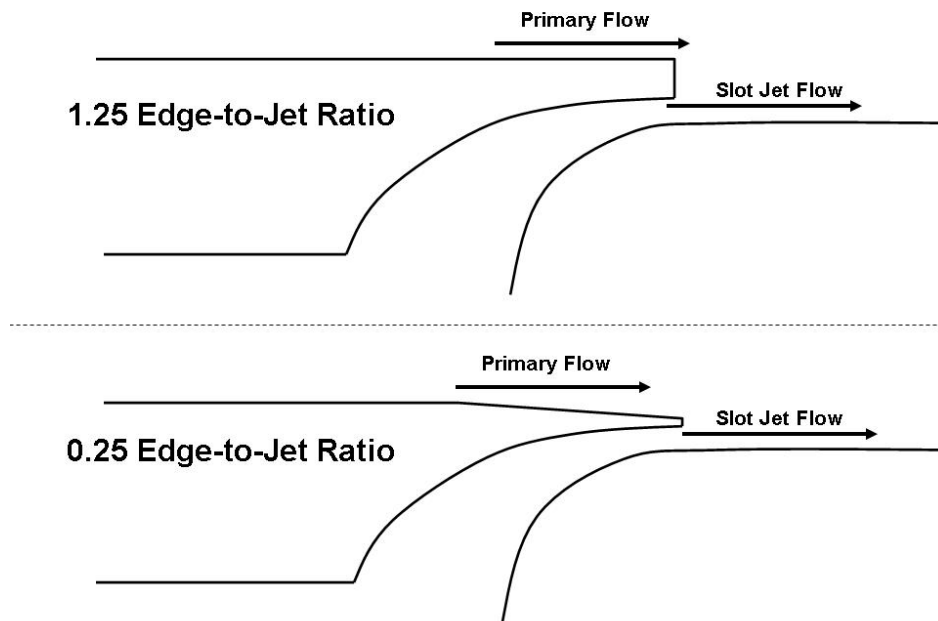 Primary Flow
Slot Jet Flow
1.25 Edge-to-Jet Ratio
Primary Flow
Slot Jet Flow
0.25 Edge-to-Jet Ratio